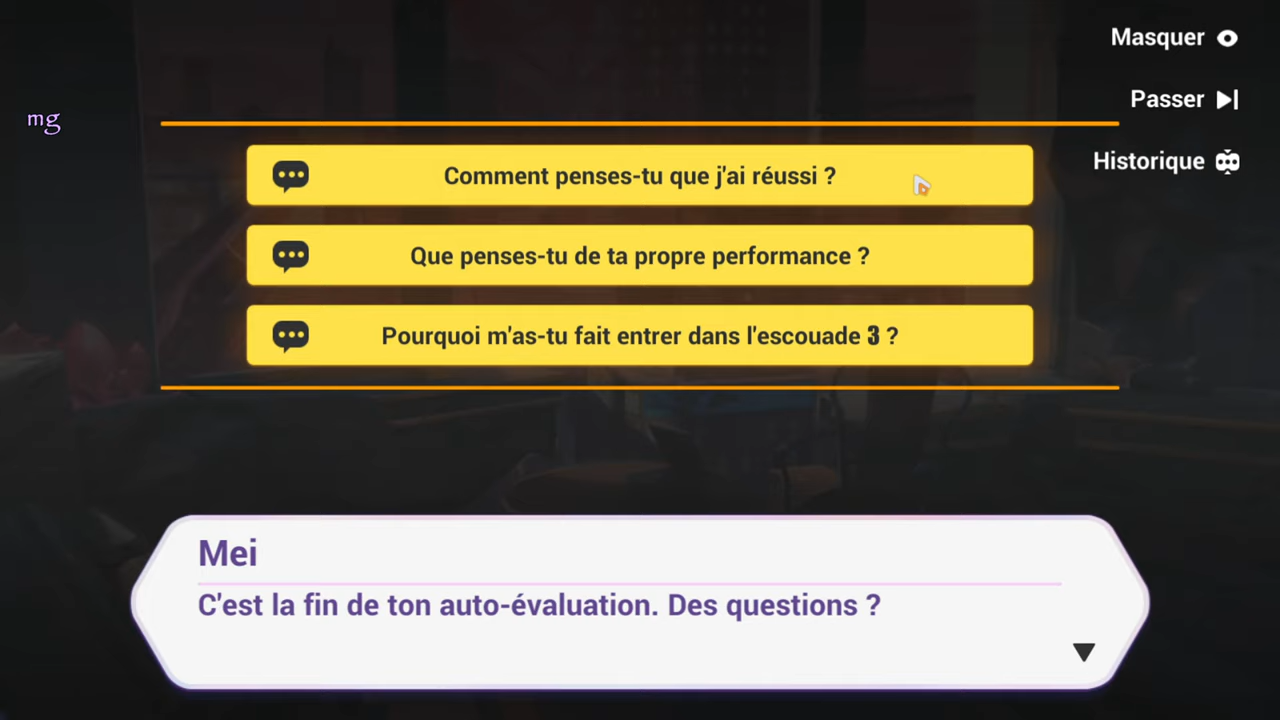 Masquer
Passer
mg
Historique
Comment penses-tu que j'ai réussi ?
Que penses-tu de ta propre performance ?
Pourquoi m'as-tu fait entrer dans l'escouade 3 ?
Mei
C'est la fin de ton auto-évaluation. Des questions ?